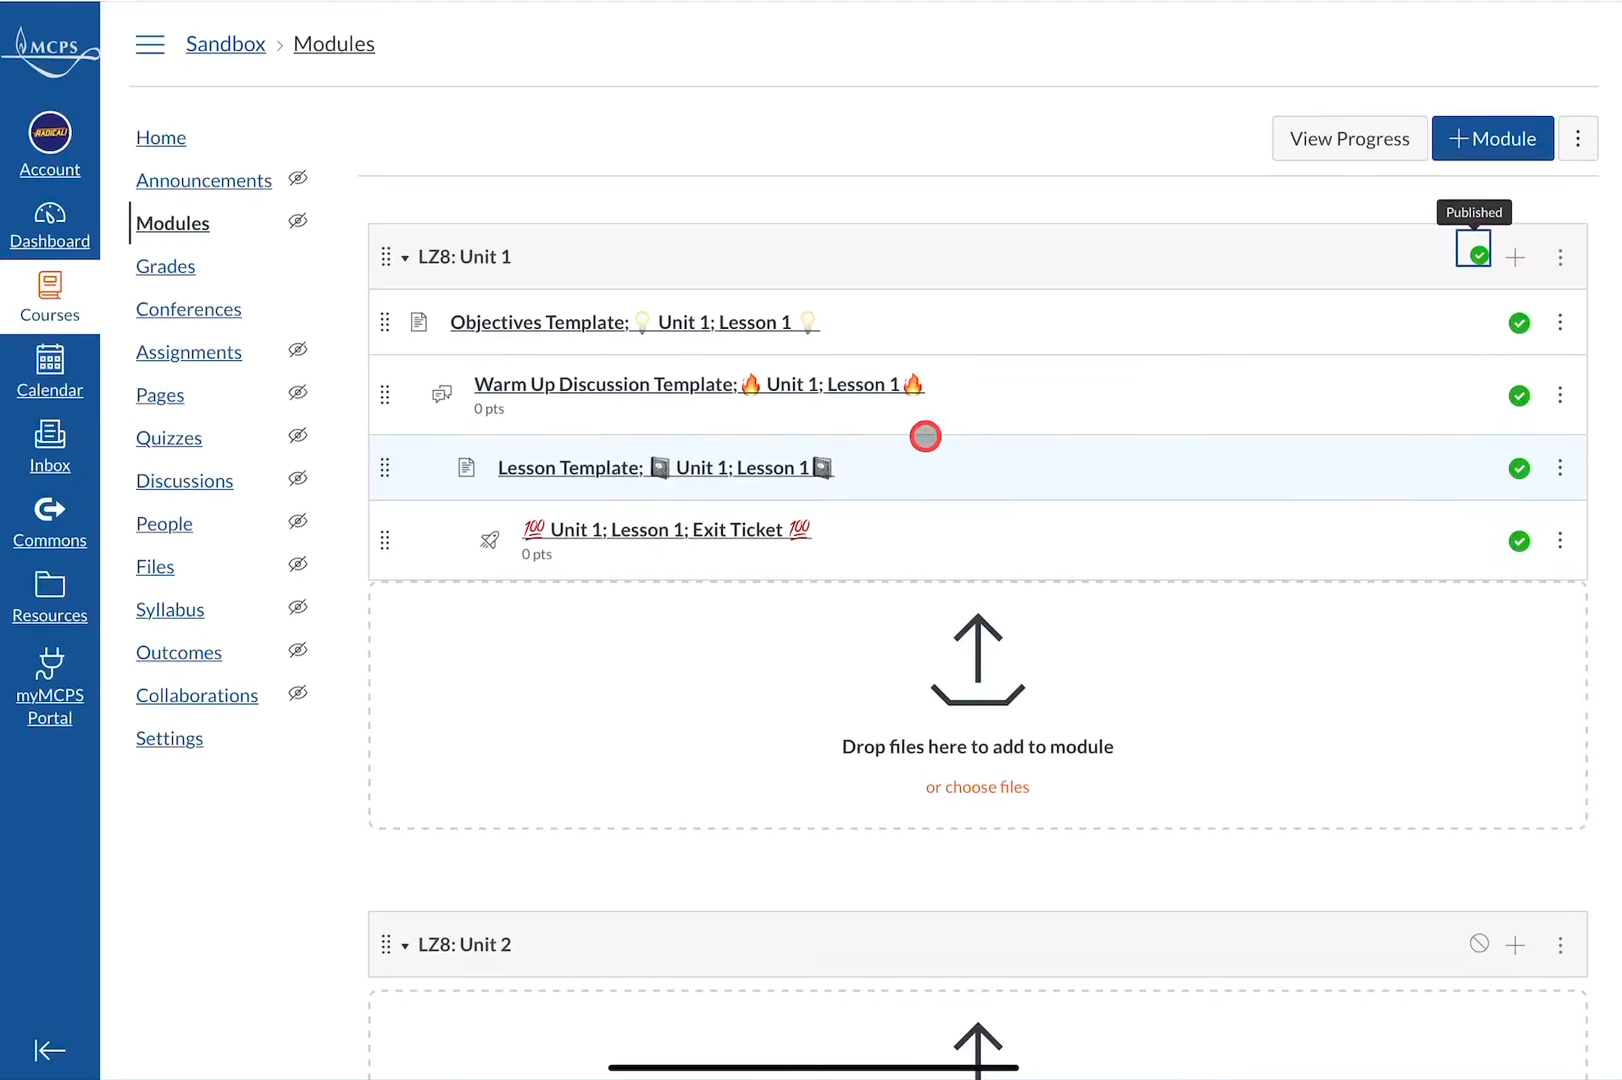 MCPS
Sandbox › Modules
RADICAL!
Account
Dashboard
Courses
Calendar
Inbox
Commons
Resources
myMCPS
Portal
Home
Announcements
Modules
Grades
Conferences
Assignments
Pages
Quizzes
Discussions
People
Files
Syllabus
Outcomes
Collaborations
Settings
View Progress
+ Module
Published
LZ8: Unit 1
Objectives Template;💡 Unit 1; Lesson 1 💡
Warm Up Discussion Template;🔥 Unit 1; Lesson 1🔥
0 pts
Lesson Template; 📓 Unit 1; Lesson 1📓
💯 Unit 1; Lesson 1; Exit Ticket 💯
0 pts
Drop files here to add to module
or choose files
LZ8: Unit 2